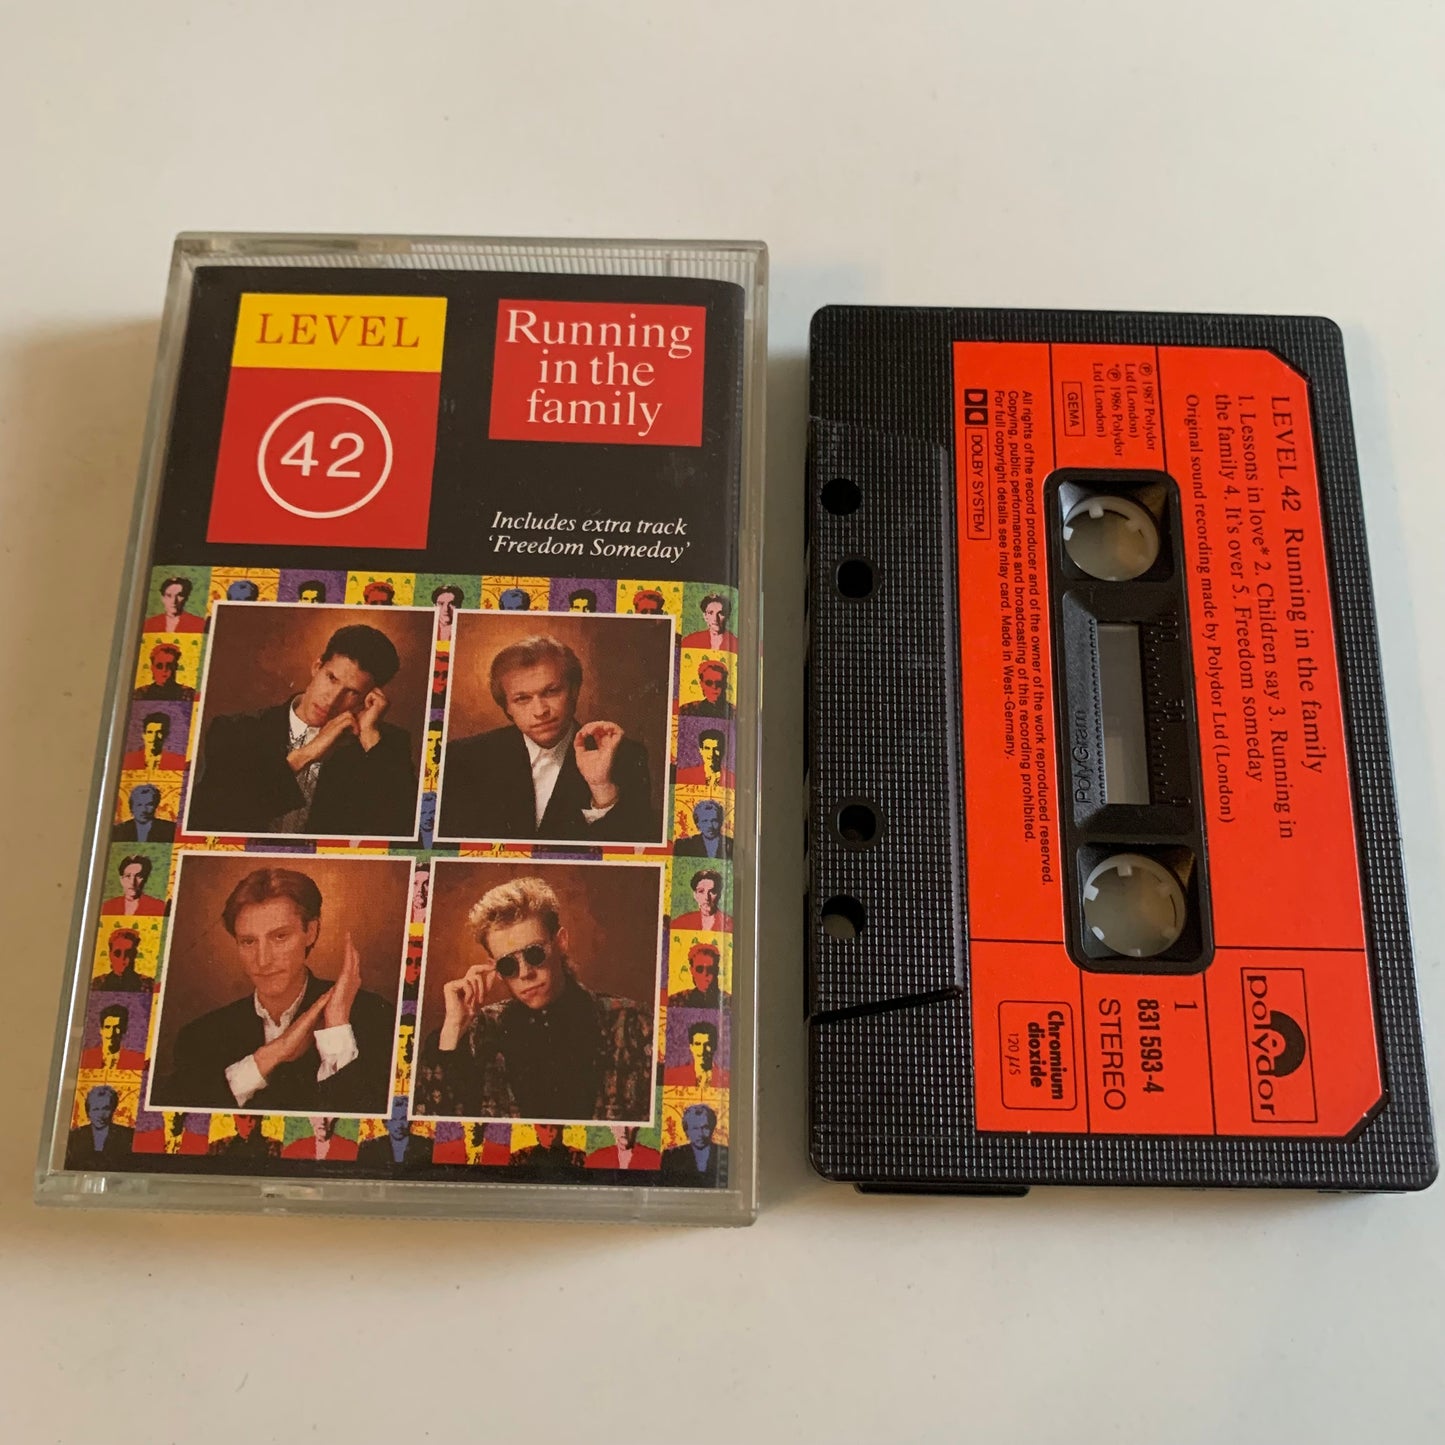 LEVEL
42
Running
in the
family
Includes extra track
‘Freedom Someday’
LEVEL 42 Running in the family
1. Lessons in love* 2. Children say 3. Running in
the family 4. It's over 5. Freedom someday
Original sound recording made by Polydor Ltd (London)
℗ 1987 Polydor
Ltd (London)
*℗ 1986 Polydor
Ltd (London)
GEMA
All rights of the record producer and of the owner of the work reproduced reserved.
Copying, public performances and broadcasting of this recording prohibited.
For full copyright details see inlay card. Made in West-Germany.
DOLBY SYSTEM
100 50 0
PolyGram
polydor
1
831 593-4
STEREO
Chromium
dioxide
120 µs